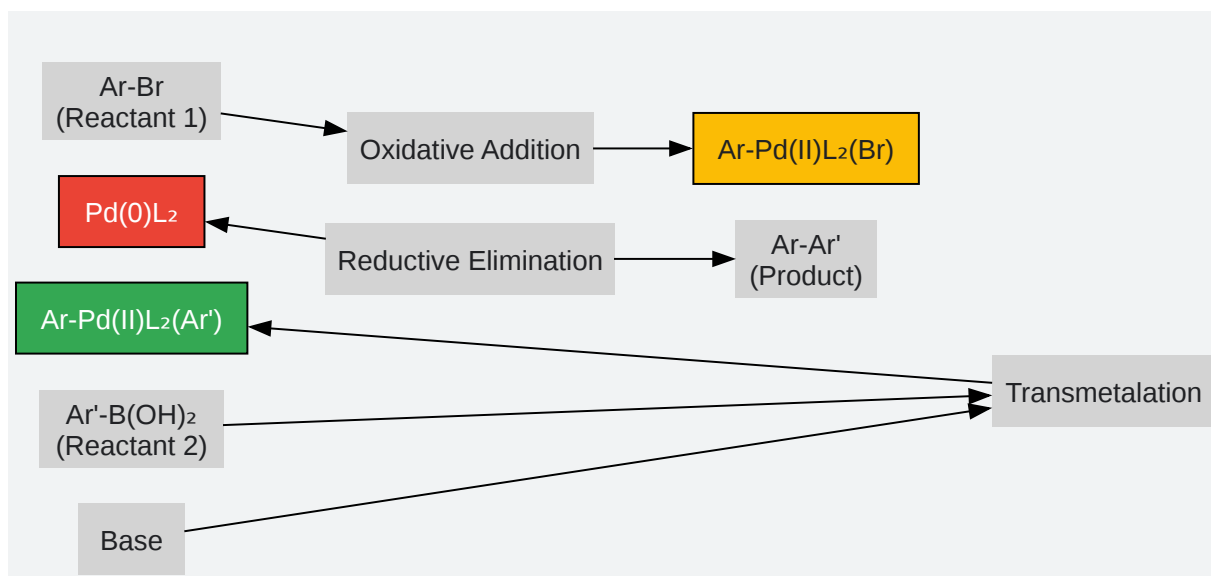 Ar-Br
(Reactant 1)
Oxidative Addition
Ar-Pd(II)L₂(Br)
Pd(0)L₂
Reductive Elimination
Ar-Ar'
(Product)
Ar-Pd(II)L₂(Ar')
Transmetalation
Ar'-B(OH)₂
(Reactant 2)
Base